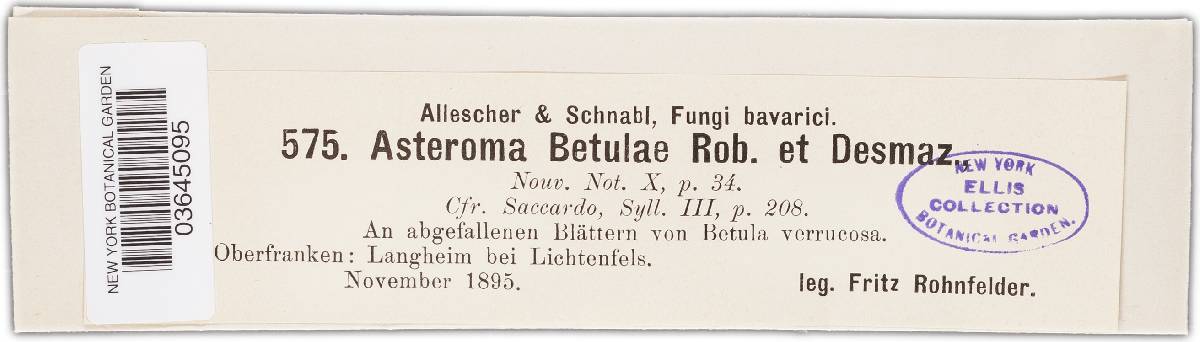 NEW YORK BOTANICAL GARDEN
03645095
Allescher & Schnabl, Fungi bavarici.
575. Asteroma Betulae Rob. et Desmaz.,
Nouv. Not. X, p. 34.
Cfr. Saccardo, Syll. III, p. 208.
An abgefallenen Blättern von Betula verrucosa.
Oberfranken: Langheim bei Lichtenfels.
November 1895.
leg. Fritz Rohnfelder.
NEW YORK
ELLIS
COLLECTION
BOTANICAL GARDEN.